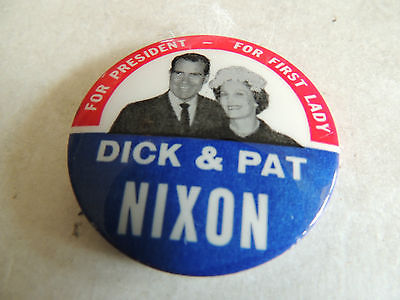 FOR PRESIDENT - FOR FIRST LADY
DICK & PAT
NIXON